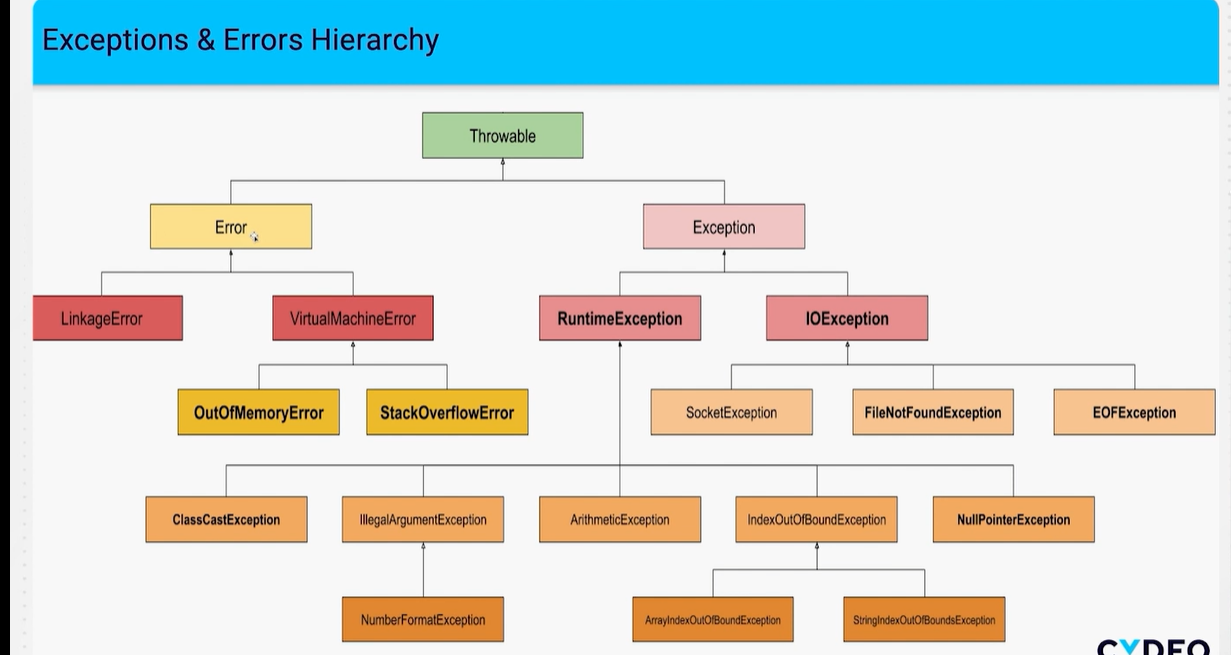 Exceptions & Errors Hierarchy
Throwable
Error
Exception
LinkageError
VirtualMachineError
RuntimeException
IOException
OutOfMemoryError
StackOverflowError
SocketException
FileNotFoundException
EOFException
ClassCastException
IllegalArgumentException
ArithmeticException
IndexOutOfBoundException
NullPointerException
NumberFormatException
ArrayIndexOutOfBoundException
StringIndexOutOfBoundsException
CYDEO